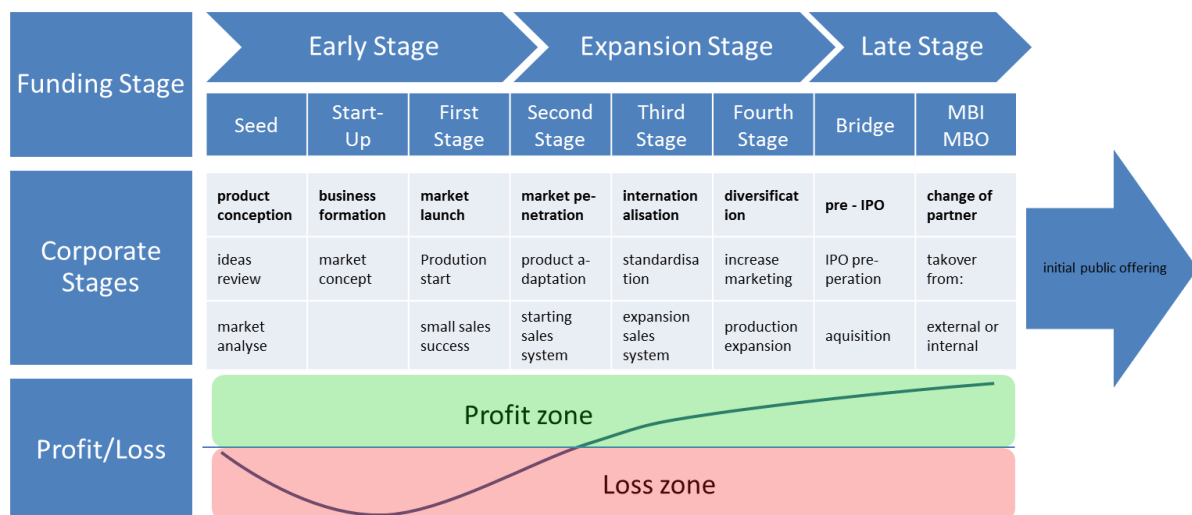 Funding Stage
Early Stage
Expansion Stage
Late Stage
Seed
Start-
Up
First
Stage
Second
Stage
Third
Stage
Fourth
Stage
Bridge
MBI
MBO
Corporate
Stages
product
conception
business
formation
market
launch
market pe-
netration
internation
alisation
diversificat
ion
pre - IPO
change of
partner
ideas
review
market
concept
Prodution
start
product a-
daptation
standardisa
tion
increase
marketing
IPO pre-
peration
takover
from:
market
analyse
small sales
success
starting
sales
system
expansion
sales
system
production
expansion
aquisition
external or
internal
initial public offering
Profit/Loss
Profit zone
Loss zone